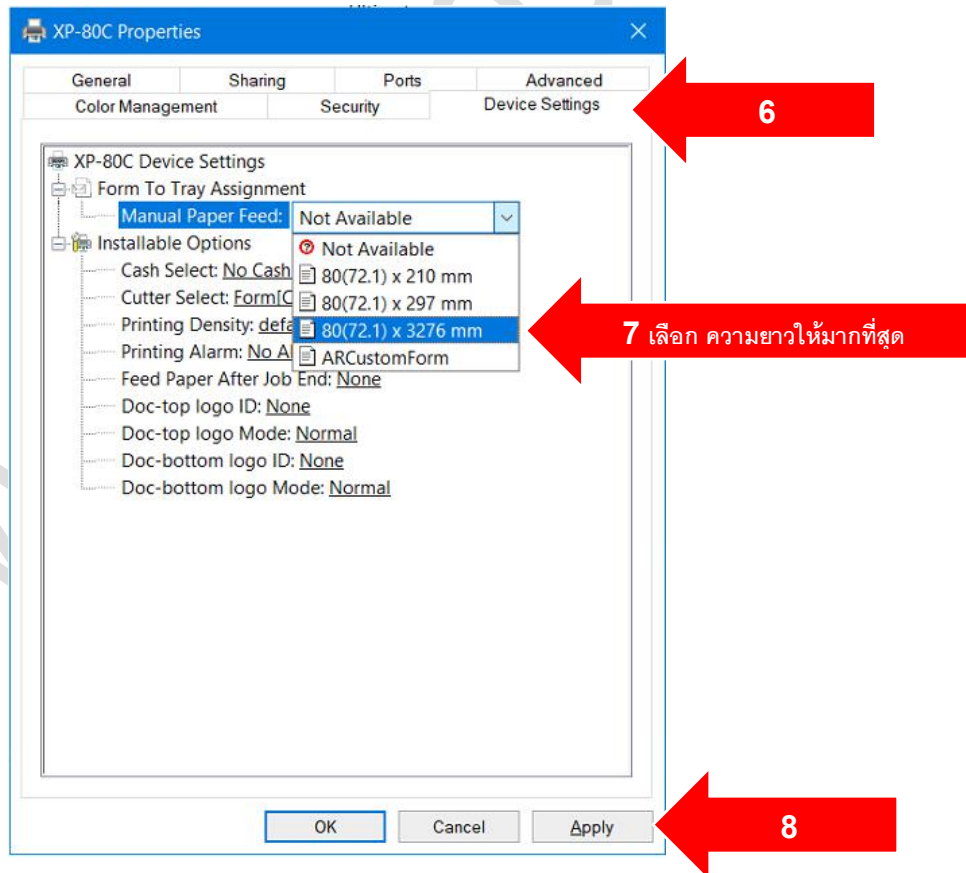 XP-80C Properties
General Sharing Ports Advanced
Color Management Security Device Settings
6
XP-80C Device Settings
Form To Tray Assignment
Manual Paper Feed: Not Available
Installable Options
Not Available
Cash Select: No Cash
80(72.1) x 210 mm
Cutter Select: Form[C
80(72.1) x 297 mm
Printing Density: defa
80(72.1) x 3276 mm
7 เลือก ความยาวให้มากที่สุด
Printing Alarm: No Al
ARCustomForm
Feed Paper After Job End: None
Doc-top logo ID: None
Doc-top logo Mode: Normal
Doc-bottom logo ID: None
Doc-bottom logo Mode: Normal
OK Cancel Apply
8